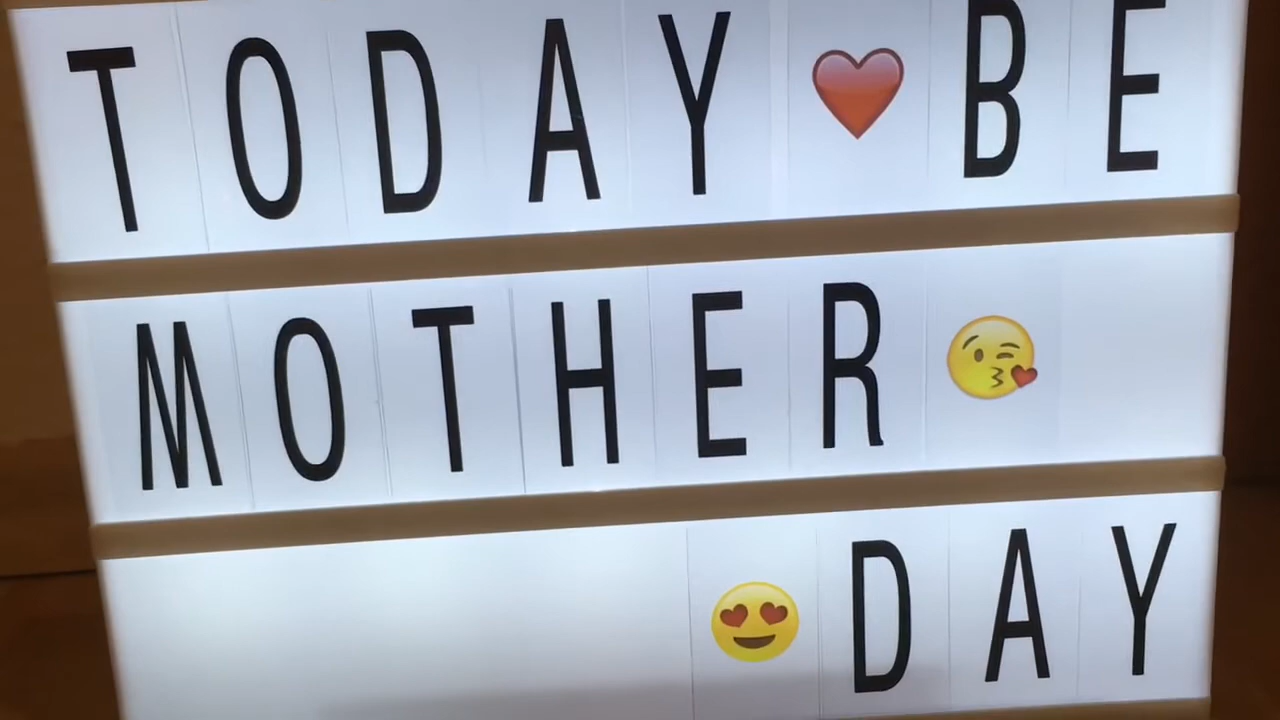 TODAY ❤️ BE
MOTHER 😘
😍 DAY